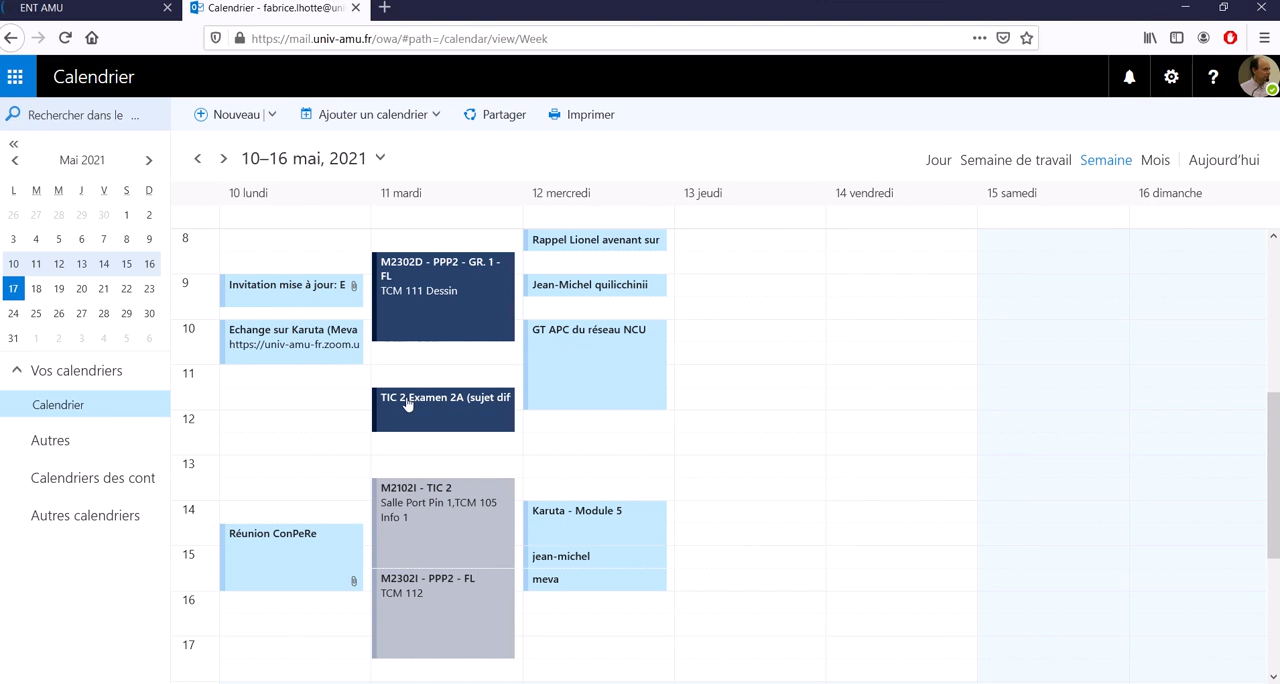 ENT AMU
Calendrier - fabrice.lhotte@uni
https://mail.univ-amu.fr/owa/#path=/calendar/view/Week
Calendrier
Rechercher dans le ...
Nouveau
Ajouter un calendrier
Partager
Imprimer
Mai 2021
L M M J V S D
26 27 28 29 30 1 2
3 4 5 6 7 8 9
10 11 12 13 14 15 16
17 18 19 20 21 22 23
24 25 26 27 28 29 30
31 1 2 3 4 5 6
Vos calendriers
Calendrier
Autres
Calendriers des cont
Autres calendriers
10–16 mai, 2021
Jour Semaine de travail Semaine Mois Aujourd'hui
10 lundi 11 mardi 12 mercredi 13 jeudi 14 vendredi 15 samedi 16 dimanche
8
9
10
11
12
13
14
15
16
17
Invitation mise à jour: E
Echange sur Karuta (Meva
https://univ-amu-fr.zoom.u
Réunion ConPeRe
M2302D - PPP2 - GR. 1 -
FL
TCM 111 Dessin
TIC 2 Examen 2A (sujet dif
M2102I - TIC 2
Salle Port Pin 1,TCM 105
Info 1
M2302I - PPP2 - FL
TCM 112
Rappel Lionel avenant sur
Jean-Michel quilicchinii
GT APC du réseau NCU
Karuta - Module 5
jean-michel
meva